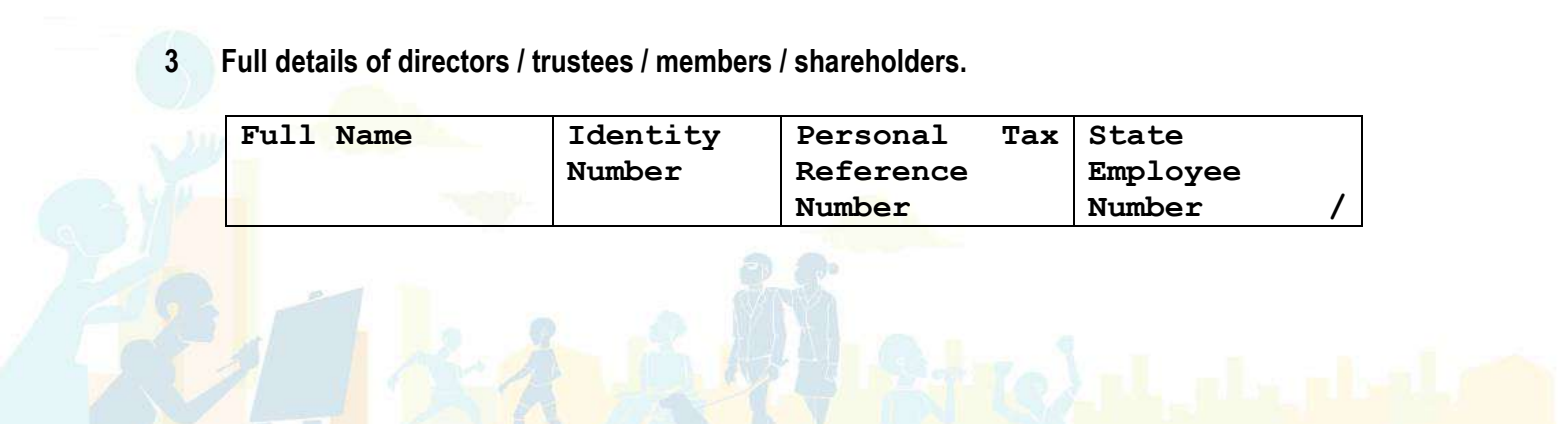 3 Full details of directors / trustees / members / shareholders.
Full Name Identity Personal Tax State
Number Reference Employee
Number Number /